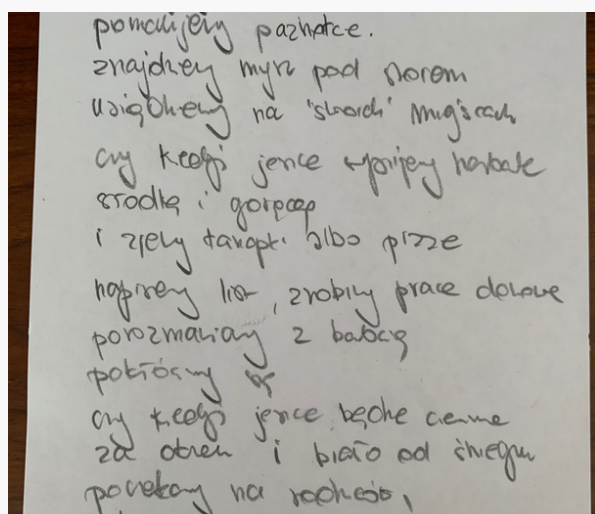 pomalujemy paznokcie.
znajdziemy mysz pod stołem
usiądziemy na 'swoich' miejscach
czy kiedyś jeszcze wypijemy herbatę
słodką i gorącą
i zjemy kanapki albo pizzę
napiszemy list, zrobimy prace domowe
porozmawiamy z babcią
pokłócimy się
czy kiedyś jeszcze będzie ciemno
za oknem i biało od śniegu
poczekamy na